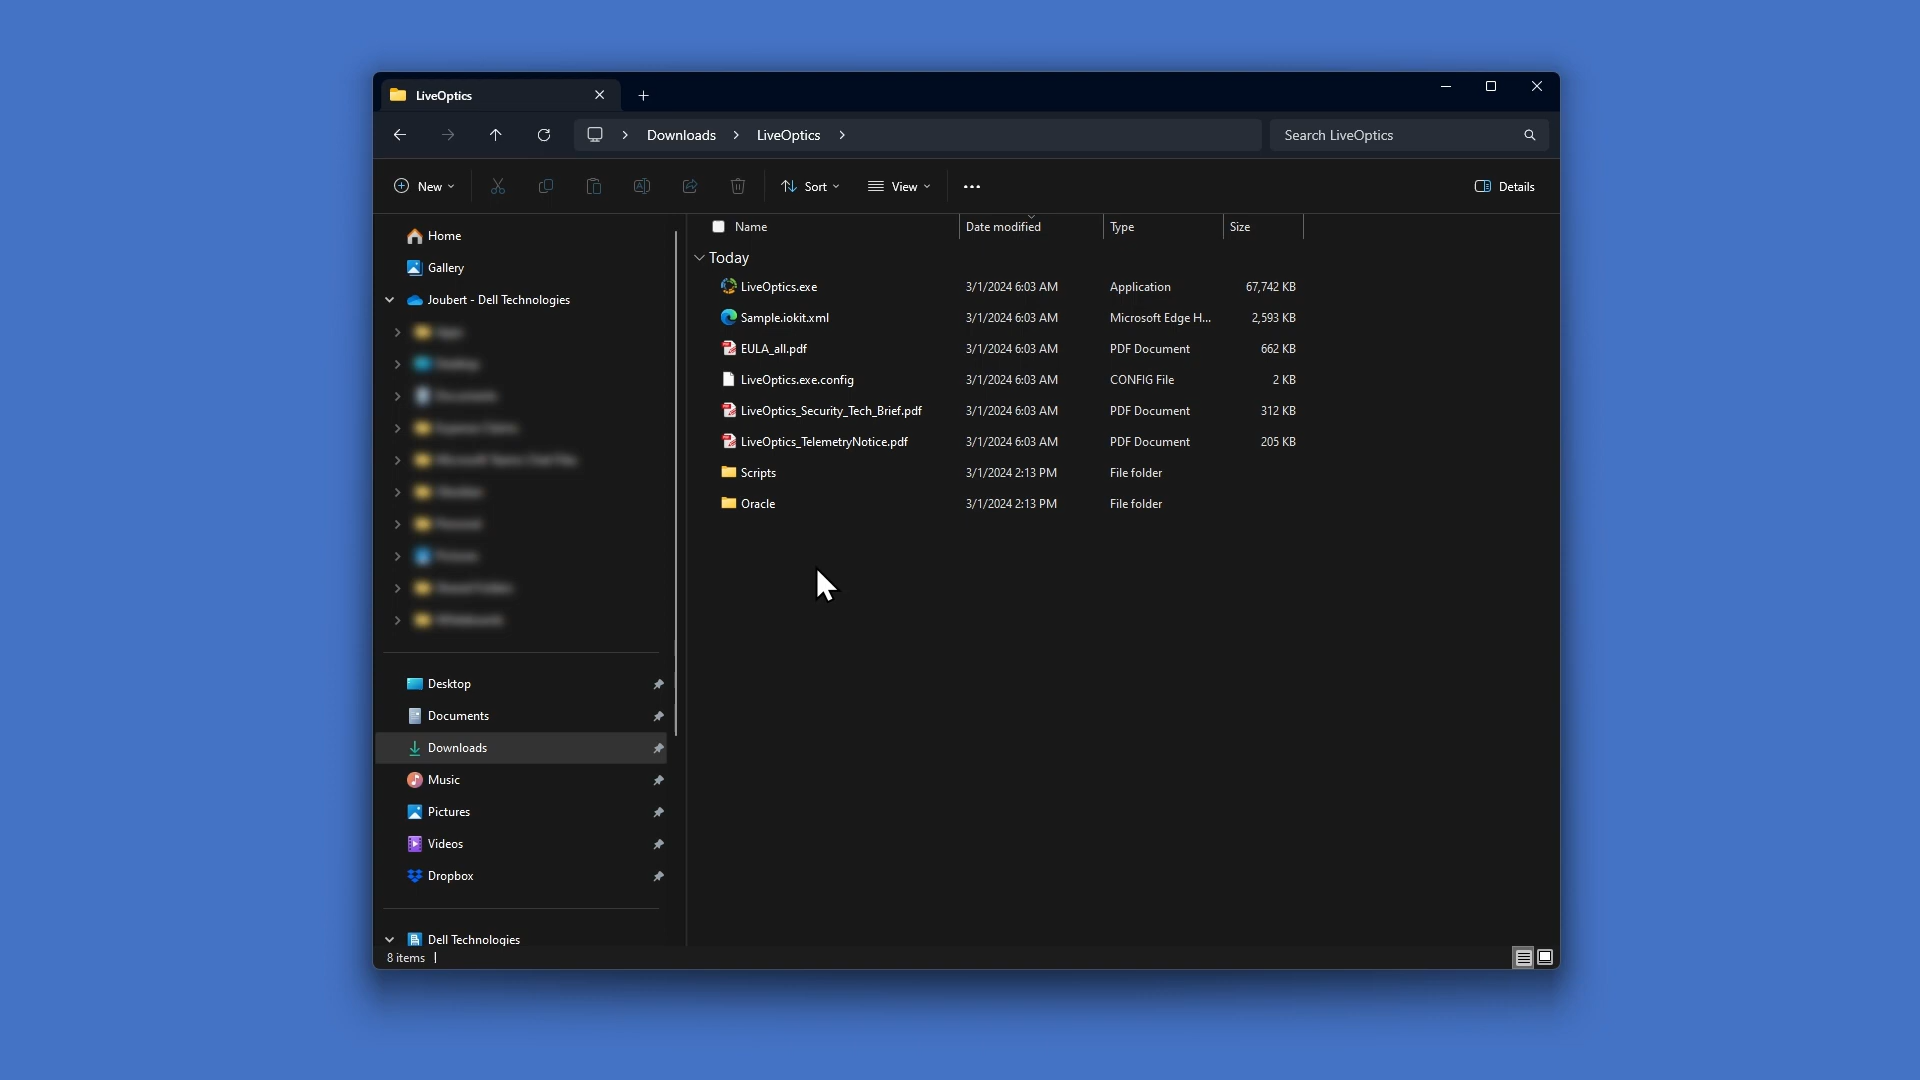 LiveOptics
Downloads
LiveOptics
Search LiveOptics
New
Sort
View
Details
Home
Gallery
Joubert - Dell Technologies
Desktop
Documents
Downloads
Music
Pictures
Videos
Dropbox
Dell Technologies
Name Date modified Type Size
Today
LiveOptics.exe 3/1/2024 6:03 AM Application 67,742 KB
Sample.iokit.xml 3/1/2024 6:03 AM Microsoft Edge H... 2,593 KB
EULA_all.pdf 3/1/2024 6:03 AM PDF Document 662 KB
LiveOptics.exe.config 3/1/2024 6:03 AM CONFIG File 2 KB
LiveOptics_Security_Tech_Brief.pdf 3/1/2024 6:03 AM PDF Document 312 KB
LiveOptics_TelemetryNotice.pdf 3/1/2024 6:03 AM PDF Document 205 KB
Scripts 3/1/2024 2:13 PM File folder
Oracle 3/1/2024 2:13 PM File folder
8 items